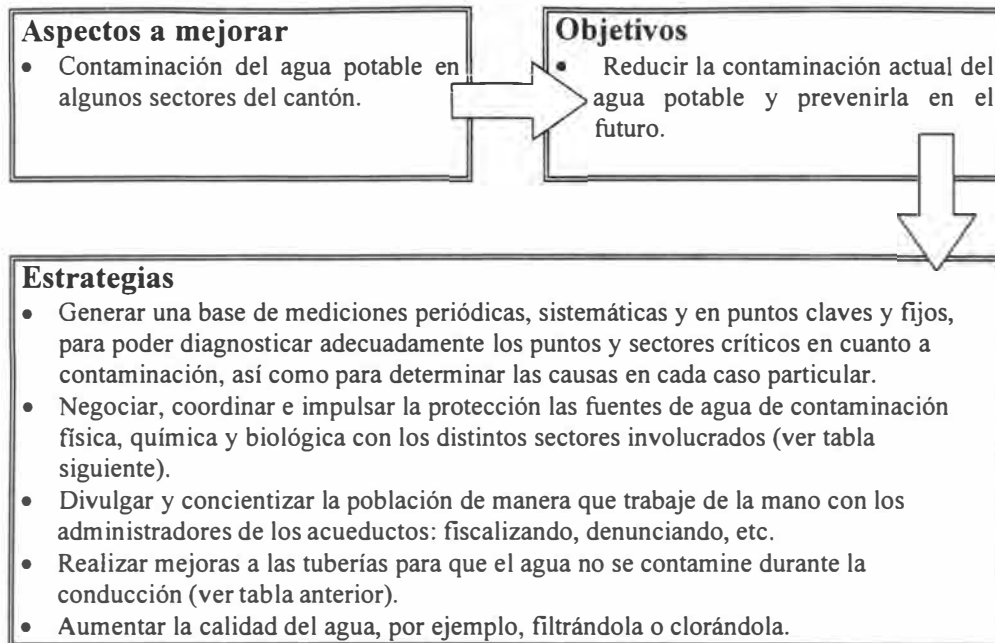 Aspectos a mejorar
• Contaminación del agua potable en
algunos sectores del cantón.
Objetivos
• Reducir la contaminación actual del
agua potable y prevenirla en el
futuro.
Estrategias
• Generar una base de mediciones periódicas, sistemáticas y en puntos claves y fijos,
para poder diagnosticar adecuadamente los puntos y sectores críticos en cuanto a
contaminación, así como para determinar las causas en cada caso particular.
• Negociar, coordinar e impulsar la protección las fuentes de agua de contaminación
física, química y biológica con los distintos sectores involucrados (ver tabla
siguiente).
• Divulgar y concientizar la población de manera que trabaje de la mano con los
administradores de los acueductos: fiscalizando, denunciando, etc.
• Realizar mejoras a las tuberías para que el agua no se contamine durante la
conducción (ver tabla anterior).
• Aumentar la calidad del agua, por ejemplo, filtrándola o clorándola.